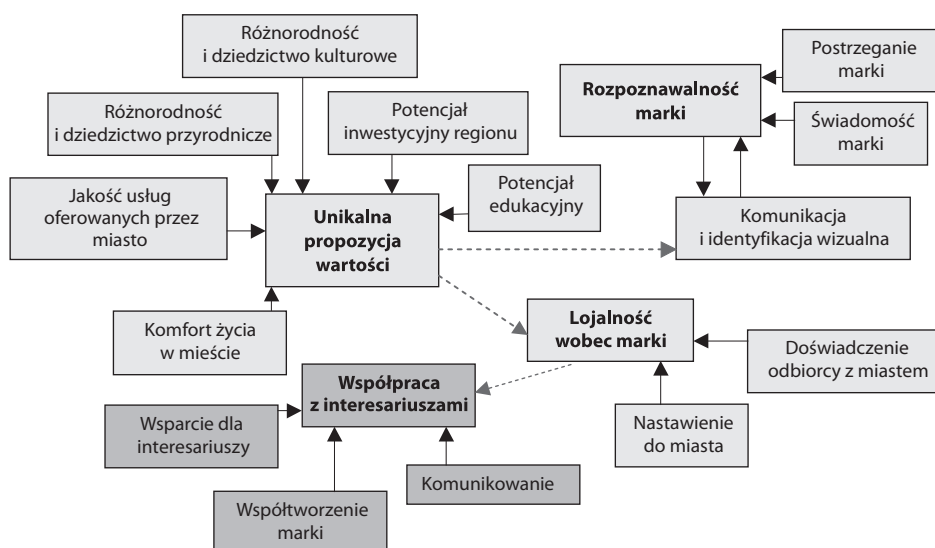 Różnorodność
i dziedzictwo kulturowe
Postrzeganie
marki
Rozpoznawalność
marki
Różnorodność
i dziedzictwo przyrodnicze
Potencjał
inwestycyjny regionu
Świadomość
marki
Jakość usług
oferowanych przez
miasto
Potencjał
edukacyjny
Unikalna
propozycja
wartości
Komunikacja
i identyfikacja wizualna
Komfort życia
w mieście
Lojalność
wobec marki
Doświadczenie
odbiorcy z miastem
Współpraca
z interesariuszami
Wsparcie dla
interesariuszy
Nastawienie
do miasta
Komunikowanie
Współtworzenie
marki